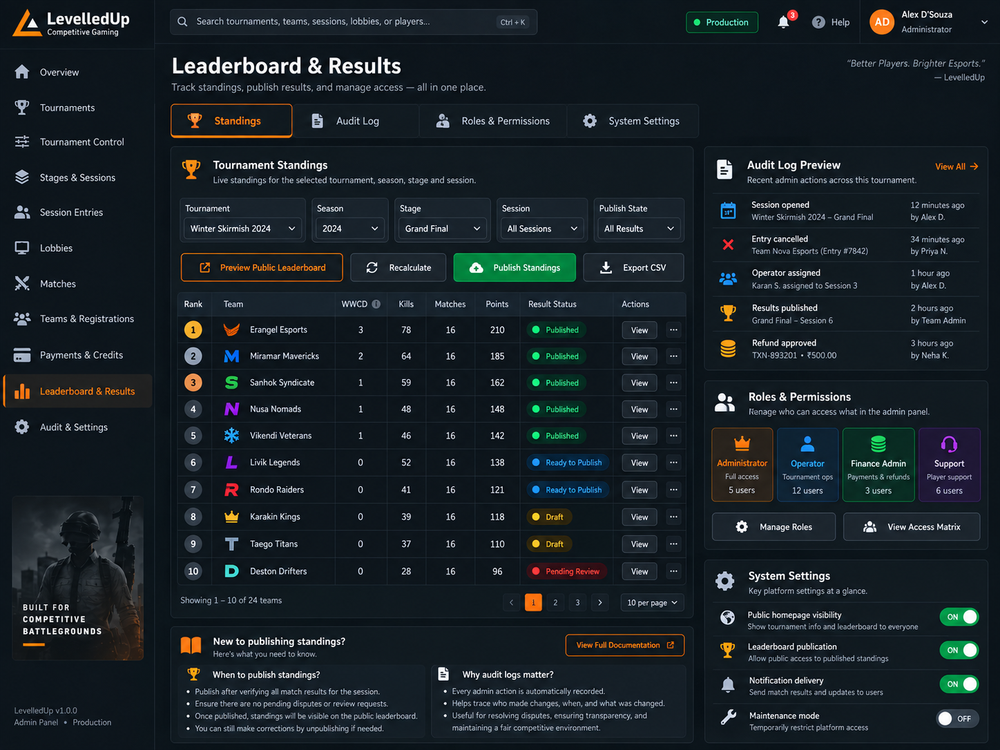 LevelledUp
Competitive Gaming
Search tournaments, teams, sessions, lobbies, or players...
Ctrl + K
Production
3
Help
AD
Alex D'Souza
Administrator
Overview
Tournaments
Tournament Control
Stages & Sessions
Session Entries
Lobbies
Matches
Teams & Registrations
Payments & Credits
Leaderboard & Results
Audit & Settings
BUILT FOR
COMPETITIVE
BATTLEGROUNDS
LevelledUp v1.0.0
Admin Panel • Production
Leaderboard & Results
Track standings, publish results, and manage access — all in one place.
“Better Players. Brighter Esports.”
— LevelledUp
Standings
Audit Log
Roles & Permissions
System Settings
Tournament Standings
Live standings for the selected tournament, season, stage and session.
Tournament
Winter Skirmish 2024
Season
2024
Stage
Grand Final
Session
All Sessions
Publish State
All Results
Preview Public Leaderboard
Recalculate
Publish Standings
Export CSV
Rank Team WWCD i Kills Matches Points Result Status Actions
1 Erangel Esports 3 78 16 210 Published View ...
2 M Miramar Mavericks 2 64 16 185 Published View ...
3 S Sanhok Syndicate 1 59 16 162 Published View ...
4 N Nusa Nomads 1 48 16 148 Published View ...
5 Vikendi Veterans 1 46 16 142 Published View ...
6 L Livik Legends 0 52 16 138 Ready to Publish View ...
7 R Rondo Raiders 0 41 16 121 Ready to Publish View ...
8 Karakin Kings 0 39 16 118 Draft View ...
9 T Taego Titans 0 37 16 110 Draft View ...
10 D Deston Drifters 0 28 16 96 Pending Review View ...
Showing 1 – 10 of 24 teams
< 1 2 3 >
10 per page
New to publishing standings?
Here's what you need to know.
View Full Documentation
When to publish standings?
• Publish after verifying all match results for the session.
• Ensure there are no pending disputes or review requests.
• Once published, standings will be visible on the public leaderboard.
• You can still make corrections by unpublishing if needed.
Why audit logs matter?
• Every admin action is automatically recorded.
• Helps trace who made changes, when, and what was changed.
• Useful for resolving disputes, ensuring transparency, and
maintaining a fair competitive environment.
Audit Log Preview
View All →
Recent admin actions across this tournament.
Session opened 12 minutes ago
Winter Skirmish 2024 – Grand Final by Alex D.
Entry cancelled 34 minutes ago
Team Nova Esports (Entry #7842) by Priya N.
Operator assigned 1 hour ago
Karan S. assigned to Session 3 by Alex D.
Results published 2 hours ago
Grand Final – Session 6 by Team Admin
Refund approved 3 hours ago
TXN-893201 • ₹500.00 by Neha K.
Roles & Permissions
who can access what in the admin panel.
Administrator
Full access
5 users
Operator
Tournament ops
12 users
Finance Admin
Payments & refunds
3 users
Support
Player support
6 users
Manage Roles
View Access Matrix
System Settings
Key platform settings at a glance.
Public homepage visibility
Show tournament info and leaderboard to everyone
ON
Leaderboard publication
Allow public access to published standings
ON
Notification delivery
Send match results and updates to users
ON
Maintenance mode
Temporarily restrict platform access
OFF